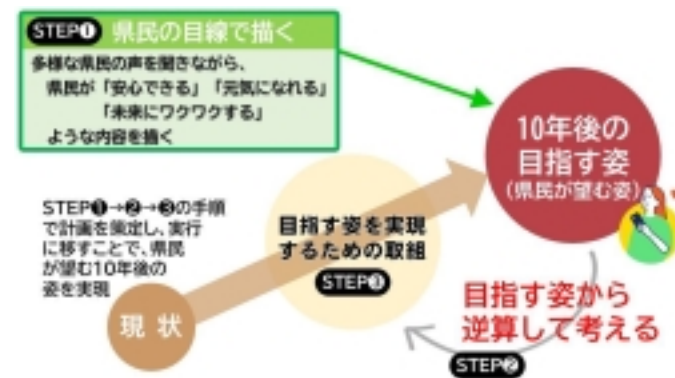 STEP❶ 県民の目線で描く
多様な県民の声を聞きながら、
県民が「安心できる」「元気になれる」
「未来にワクワクする」
ような内容を描く
10年後の
目指す姿
(県民が望む姿)
STEP❶→❷→❸の手順
で計画を策定し、実行
に移すことで、県民
が望む10年後の
姿を実現
目指す姿を実現
するための取組
STEP❸
現 状
目指す姿から
逆算して考える
STEP❷